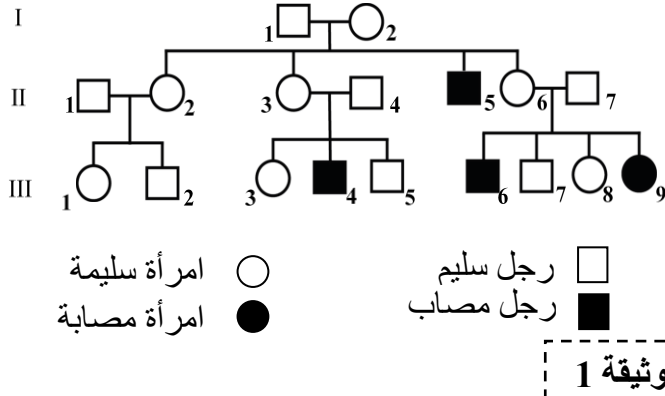 I
1 2
II
1 2 3 4 5 6 7
III
1 2 3 4 5 6 7 8 9
رجل سليم
امرأة سليمة
رجل مصاب
امرأة مصابة
وثيقة 1